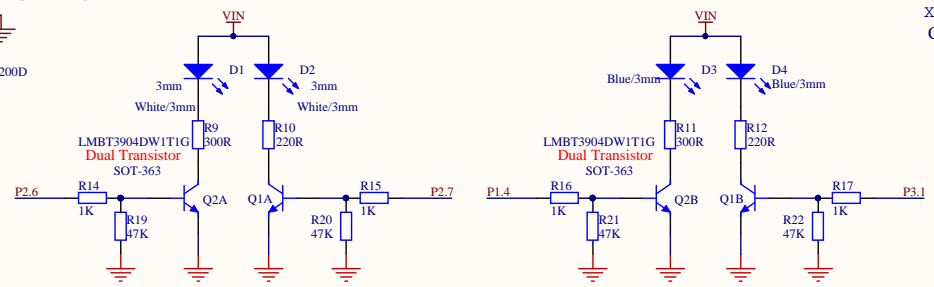 VIN
VIN
X
C
200D
D1
D2
D3
D4
3mm
3mm
Blue/3mm
Blue/3mm
White/3mm
White/3mm
R9
300R
R10
220R
R11
300R
R12
220R
LMBT3904DW1T1G
Dual Transistor
SOT-363
LMBT3904DW1T1G
Dual Transistor
SOT-363
P2.6
R14
1K
Q2A
Q1A
R15
1K
P2.7
P1.4
R16
1K
Q2B
Q1B
R17
1K
P3.1
R19
47K
R20
47K
R21
47K
R22
47K